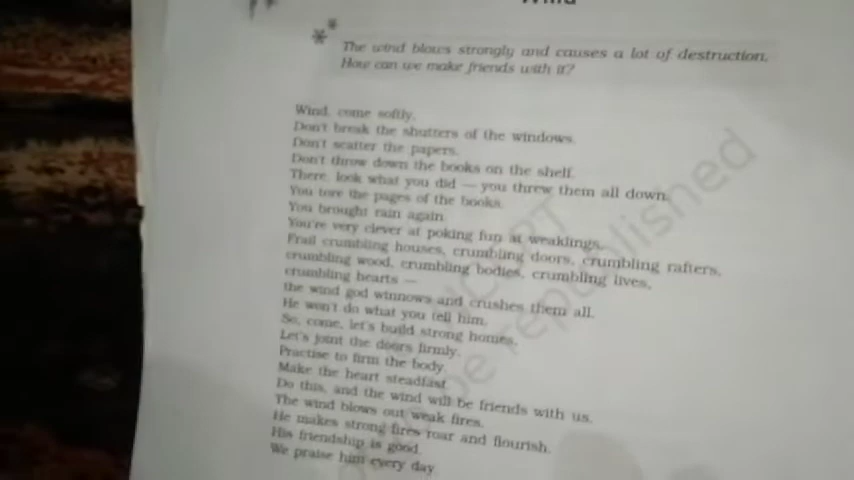 Wind
The wind blows strongly and causes a lot of destruction.
How can we make friends with it?
Wind, come softly.
Don't break the shutters of the windows.
Don't scatter the papers.
Don't throw down the books on the shelf.
There, look what you did — you threw them all down.
You tore the pages of the books.
You brought rain again.
You're very clever at poking fun at weaklings.
Frail crumbling houses, crumbling doors, crumbling rafters,
crumbling wood, crumbling bodies, crumbling lives,
crumbling hearts —
the wind god winnows and crushes them all.
He won't do what you tell him.
So, come, let's build strong homes,
Let's joint the doors firmly.
Practise to firm the body.
Make the heart steadfast.
Do this, and the wind will be friends with us.
The wind blows out weak fires.
He makes strong fires roar and flourish.
His friendship is good.
We praise him every day.
NCERT
be republished